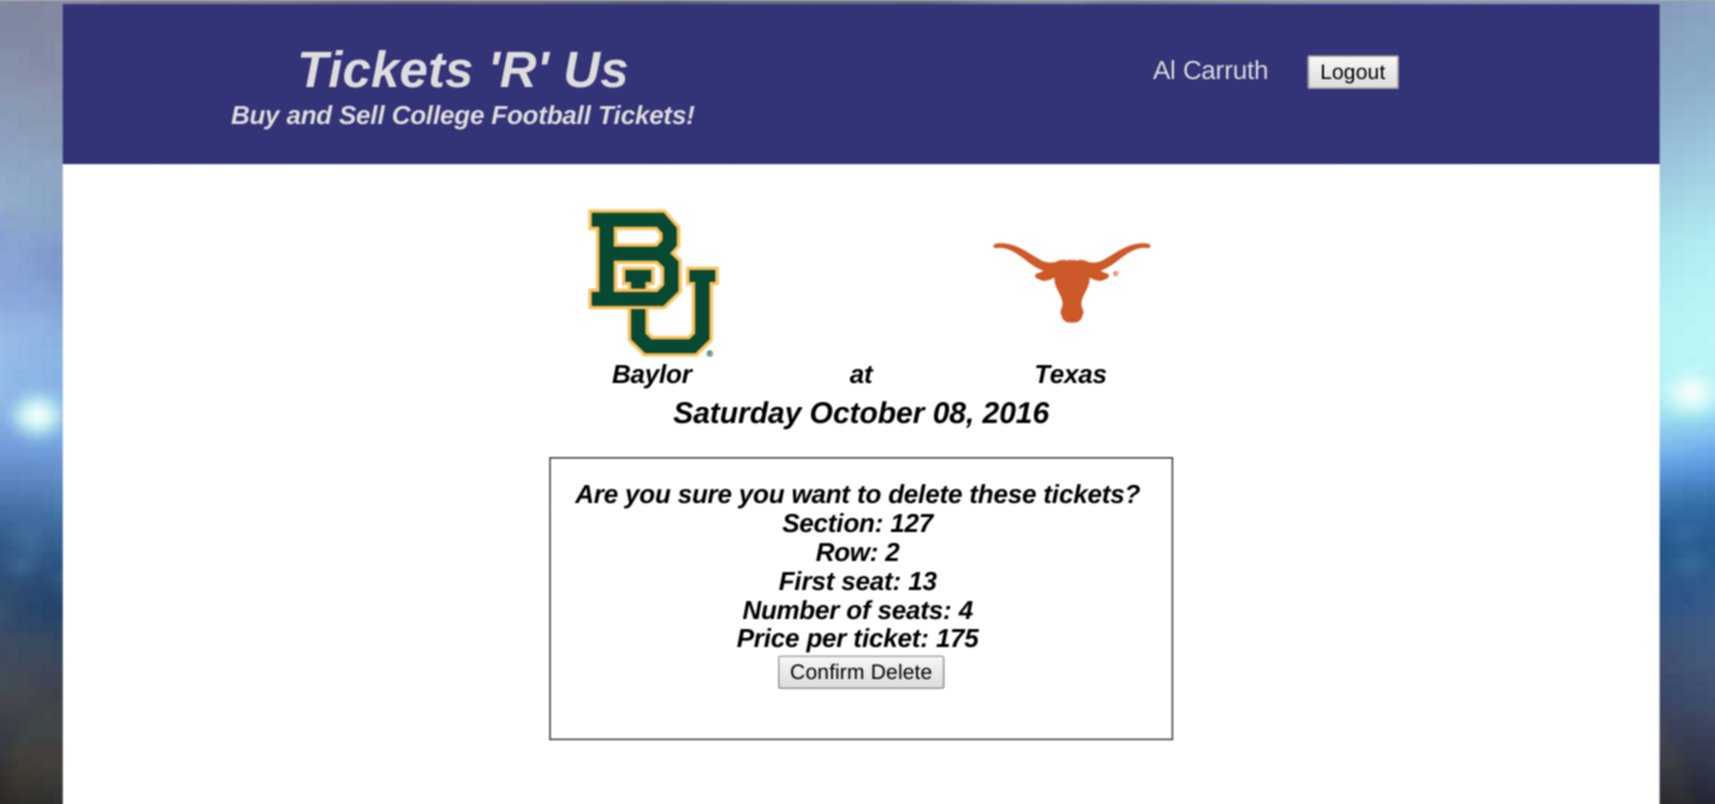 Tickets 'R' Us
Buy and Sell College Football Tickets!
Al Carruth Logout
BU
Baylor at Texas
Saturday October 08, 2016
Are you sure you want to delete these tickets?
Section: 127
Row: 2
First seat: 13
Number of seats: 4
Price per ticket: 175
Confirm Delete